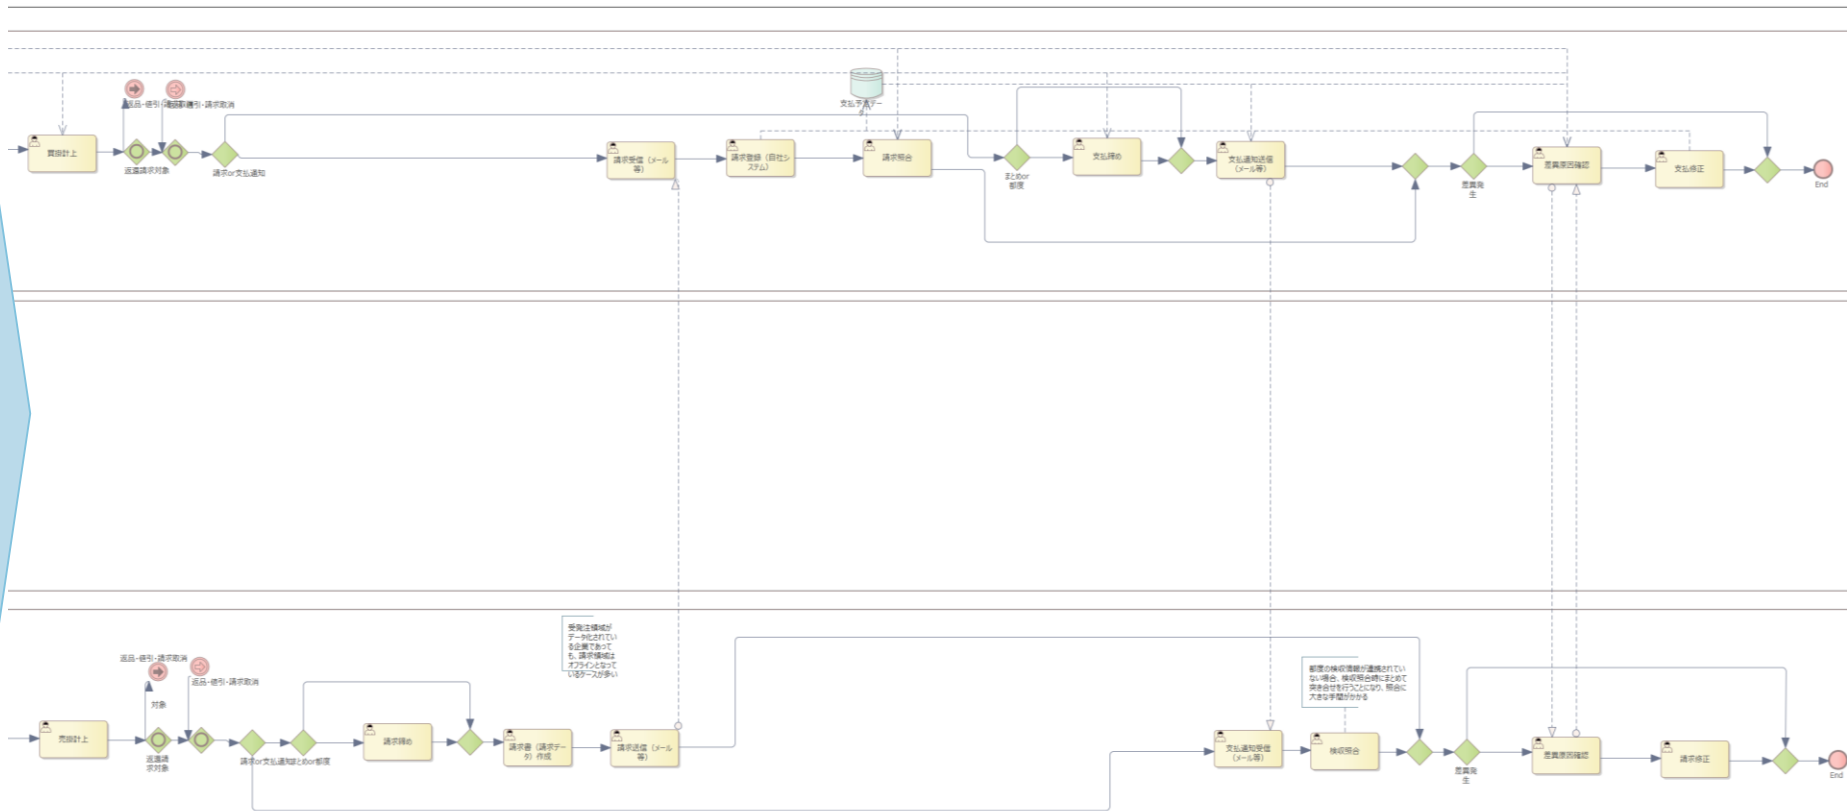 返品・値引・請求取消
買掛計上
返還請求対象
請求or支払通知
請求受信（メール
等）
請求登録（自社シ
ステム）
支払予定デー
タ
請求照合
まとめor
都度
支払締め
支払通知送信
（メール等）
差異発
生
差異原因確認
支払修正
End
受発注領域が
データ化されてい
る企業であって
も、請求領域は
オフラインとなって
いるケースが多い
返品・値引・請求取消
返品・値引・請求取消
対象
売掛計上
返還請
求対象
請求or支払通知
まとめor都度
請求締め
請求書（請求デー
タ）作成
請求送信（メール
等）
都度の検収情報が連携されてい
ない場合、検収照合時にまとめて
突き合せを行うことになり、照合に
大きな手間がかかる
支払通知受信
（メール等）
検収照合
差異発
生
差異原因確認
請求修正
End